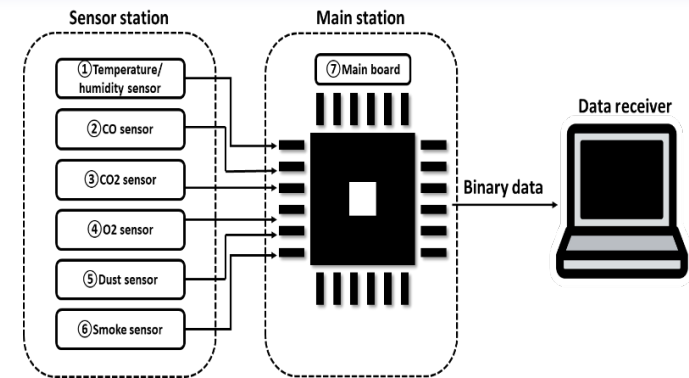 Sensor station
Main station
①Temperature/
humidity sensor
②CO sensor
③CO2 sensor
④O2 sensor
⑤Dust sensor
⑥Smoke sensor
⑦Main board
Binary data
Data receiver